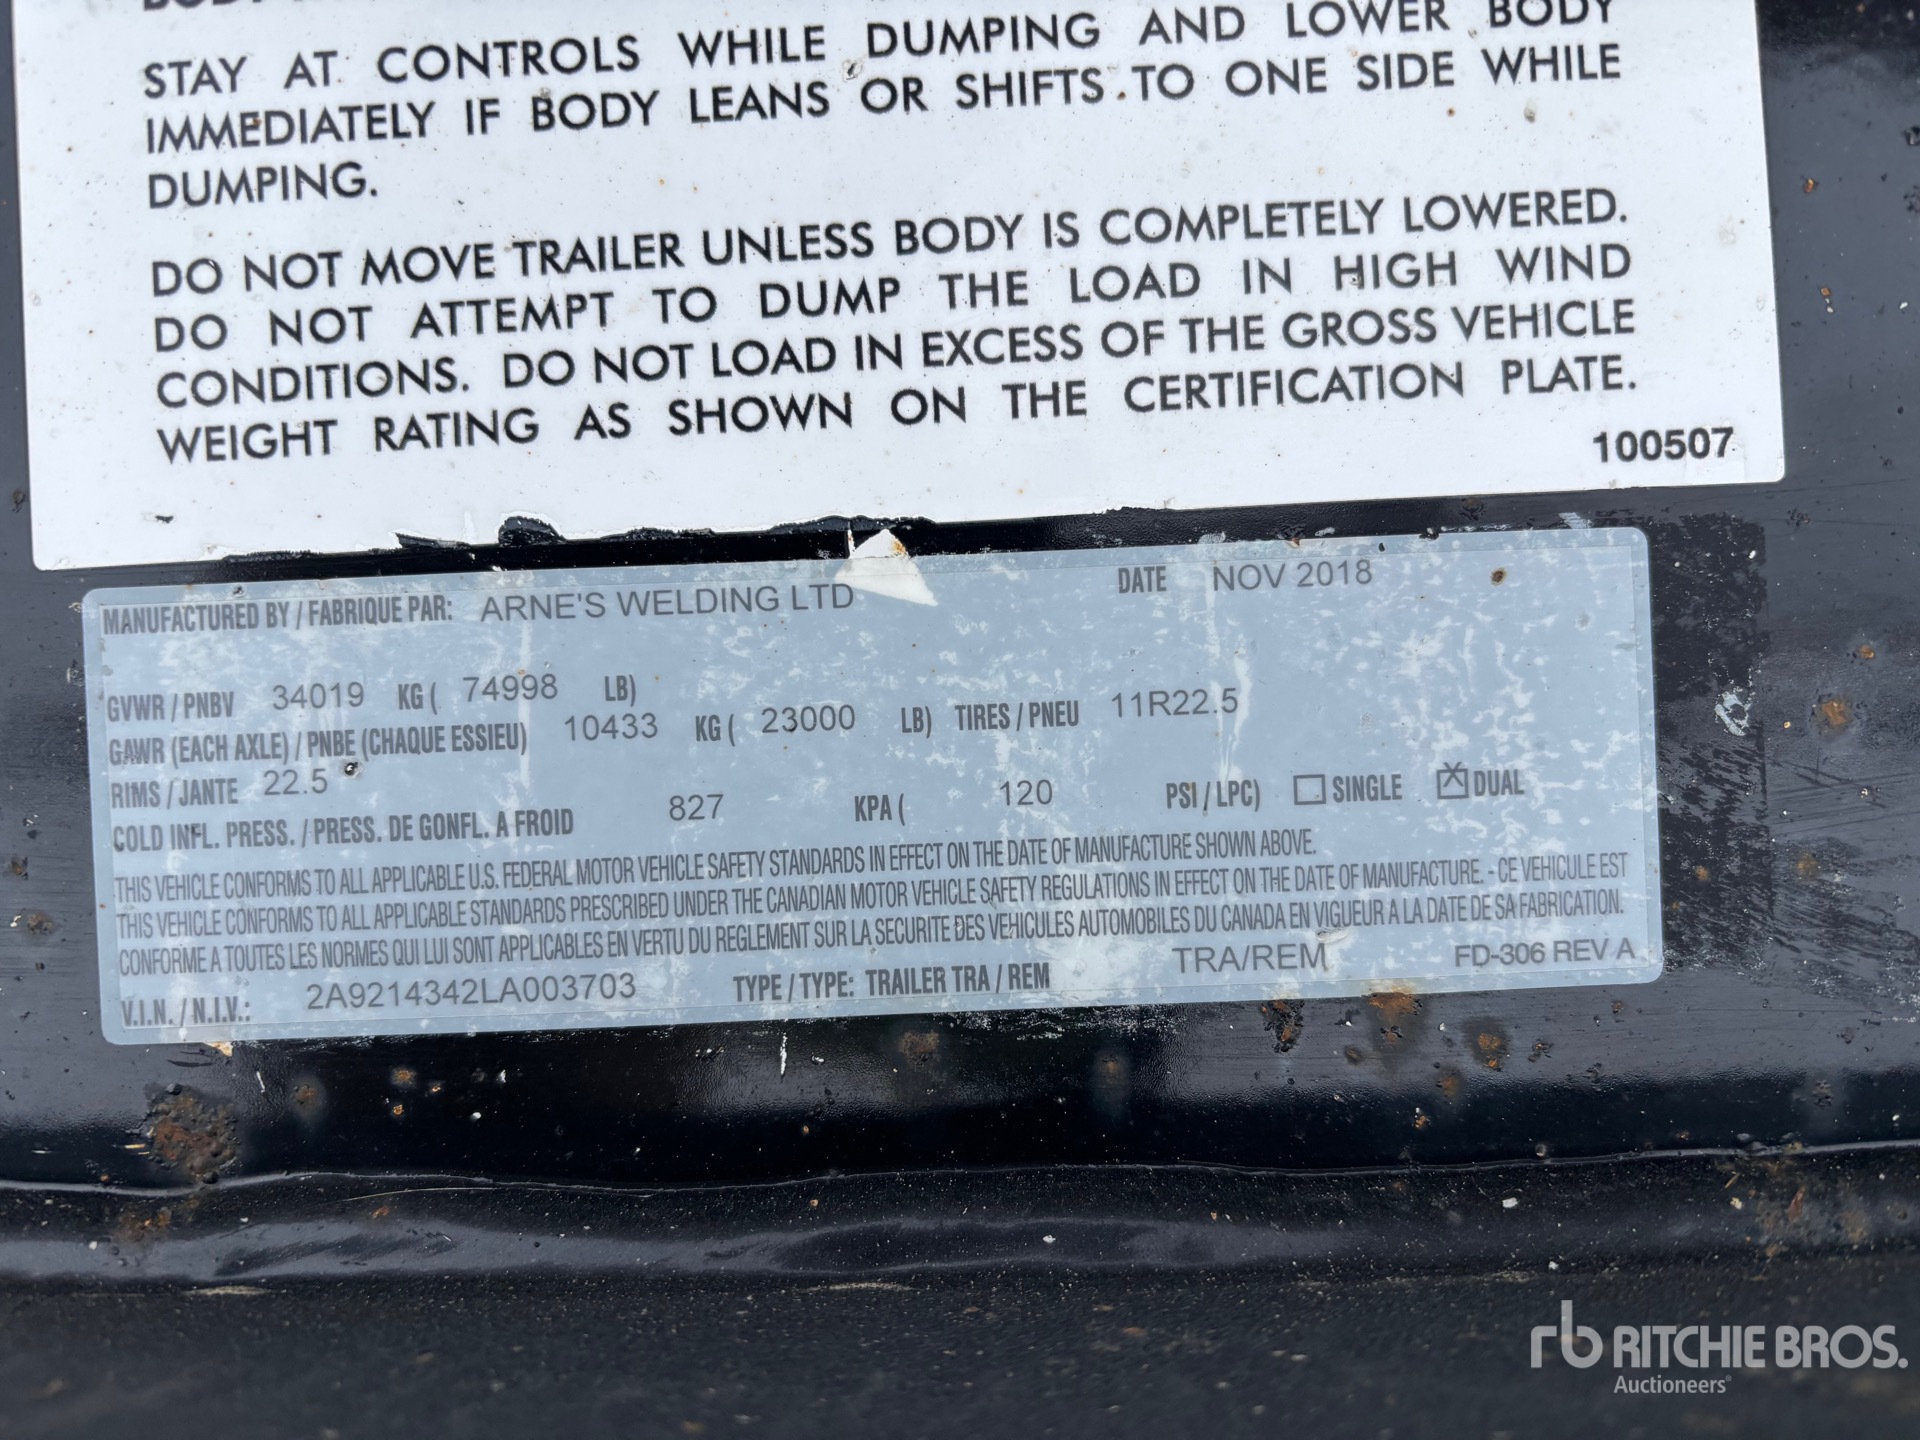 STAY AT CONTROLS WHILE DUMPING AND LOWER BODY
IMMEDIATELY IF BODY LEANS OR SHIFTS TO ONE SIDE WHILE
DUMPING.
DO NOT MOVE TRAILER UNLESS BODY IS COMPLETELY LOWERED.
DO NOT ATTEMPT TO DUMP THE LOAD IN HIGH WIND
CONDITIONS. DO NOT LOAD IN EXCESS OF THE GROSS VEHICLE
WEIGHT RATING AS SHOWN ON THE CERTIFICATION PLATE.
100507
MANUFACTURED BY / FABRIQUE PAR: ARNE'S WELDING LTD DATE NOV 2018
GVWR / PNBV 34019 KG ( 74998 LB)
GAWR (EACH AXLE) / PNBE (CHAQUE ESSIEU) 10433 KG ( 23000 LB) TIRES / PNEU 11R22.5
RIMS / JANTE 22.5
COLD INFL. PRESS. / PRESS. DE GONFL. A FROID 827 KPA ( 120 PSI / LPC) SINGLE X DUAL
THIS VEHICLE CONFORMS TO ALL APPLICABLE U.S. FEDERAL MOTOR VEHICLE SAFETY STANDARDS IN EFFECT ON THE DATE OF MANUFACTURE SHOWN ABOVE.
THIS VEHICLE CONFORMS TO ALL APPLICABLE STANDARDS PRESCRIBED UNDER THE CANADIAN MOTOR VEHICLE SAFETY REGULATIONS IN EFFECT ON THE DATE OF MANUFACTURE. - CE VEHICULE EST
CONFORME A TOUTES LES NORMES QUI LUI SONT APPLICABLES EN VERTU DU REGLEMENT SUR LA SECURITE DES VEHICULES AUTOMOBILES DU CANADA EN VIGUEUR A LA DATE DE SA FABRICATION.
V.I.N. / N.I.V.: 2A9214342LA003703 TYPE / TYPE: TRAILER TRA / REM TRA/REM FD-306 REV A
rb RITCHIE BROS.
Auctioneers